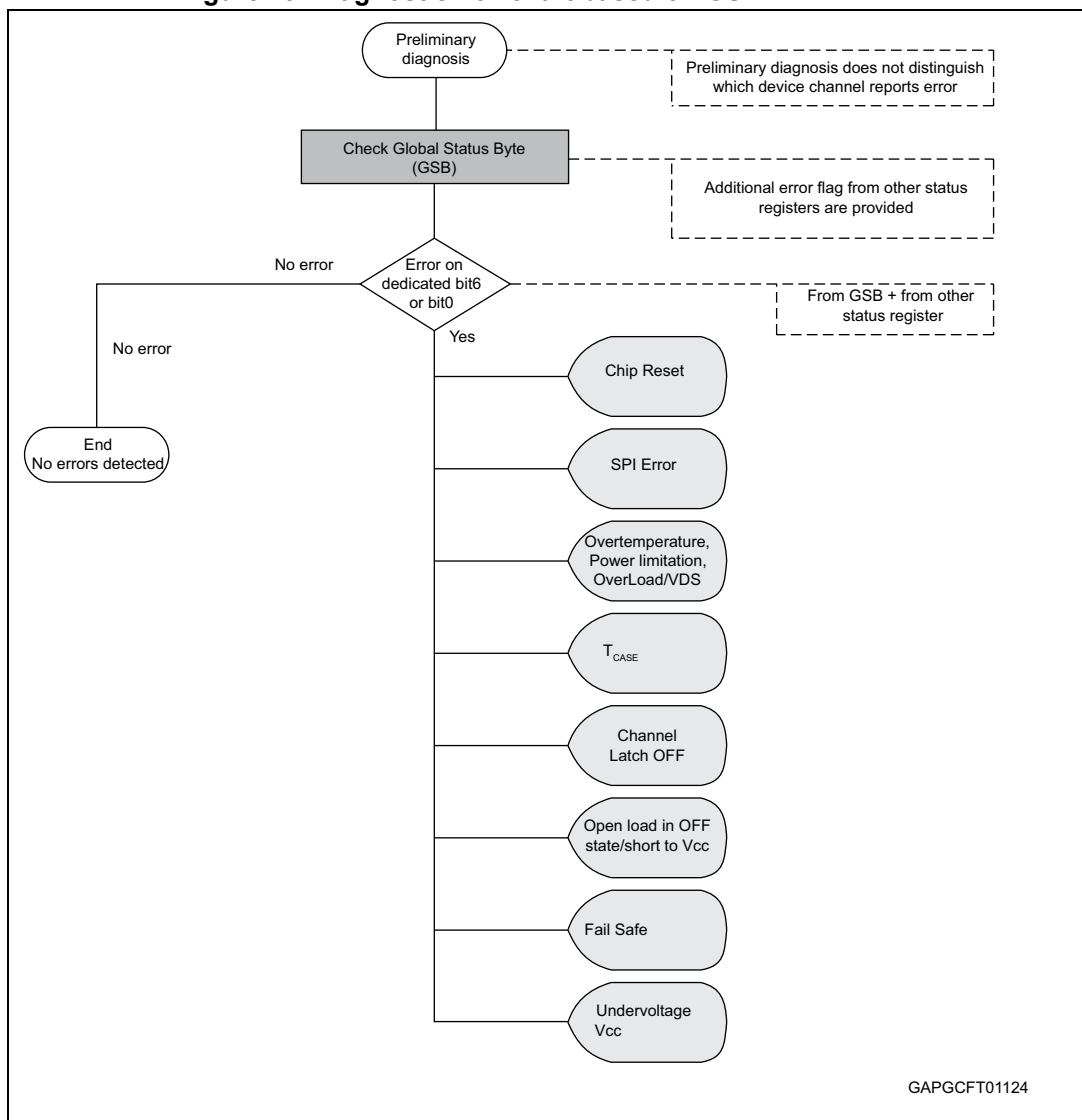 Preliminary
diagnosis
Preliminary diagnosis does not distinguish
which device channel reports error
Check Global Status Byte
(GSB)
Additional error flag from other status
registers are provided
No error
Error on
dedicated bit6
or bit0
From GSB + from other
status register
Yes
No error
Chip Reset
End
No errors detected
SPI Error
Overtemperature,
Power limitation,
OverLoad/VDS
TCASE
Channel
Latch OFF
Open load in OFF
state/short to Vcc
Fail Safe
Undervoltage
Vcc
GAPGCFT01124